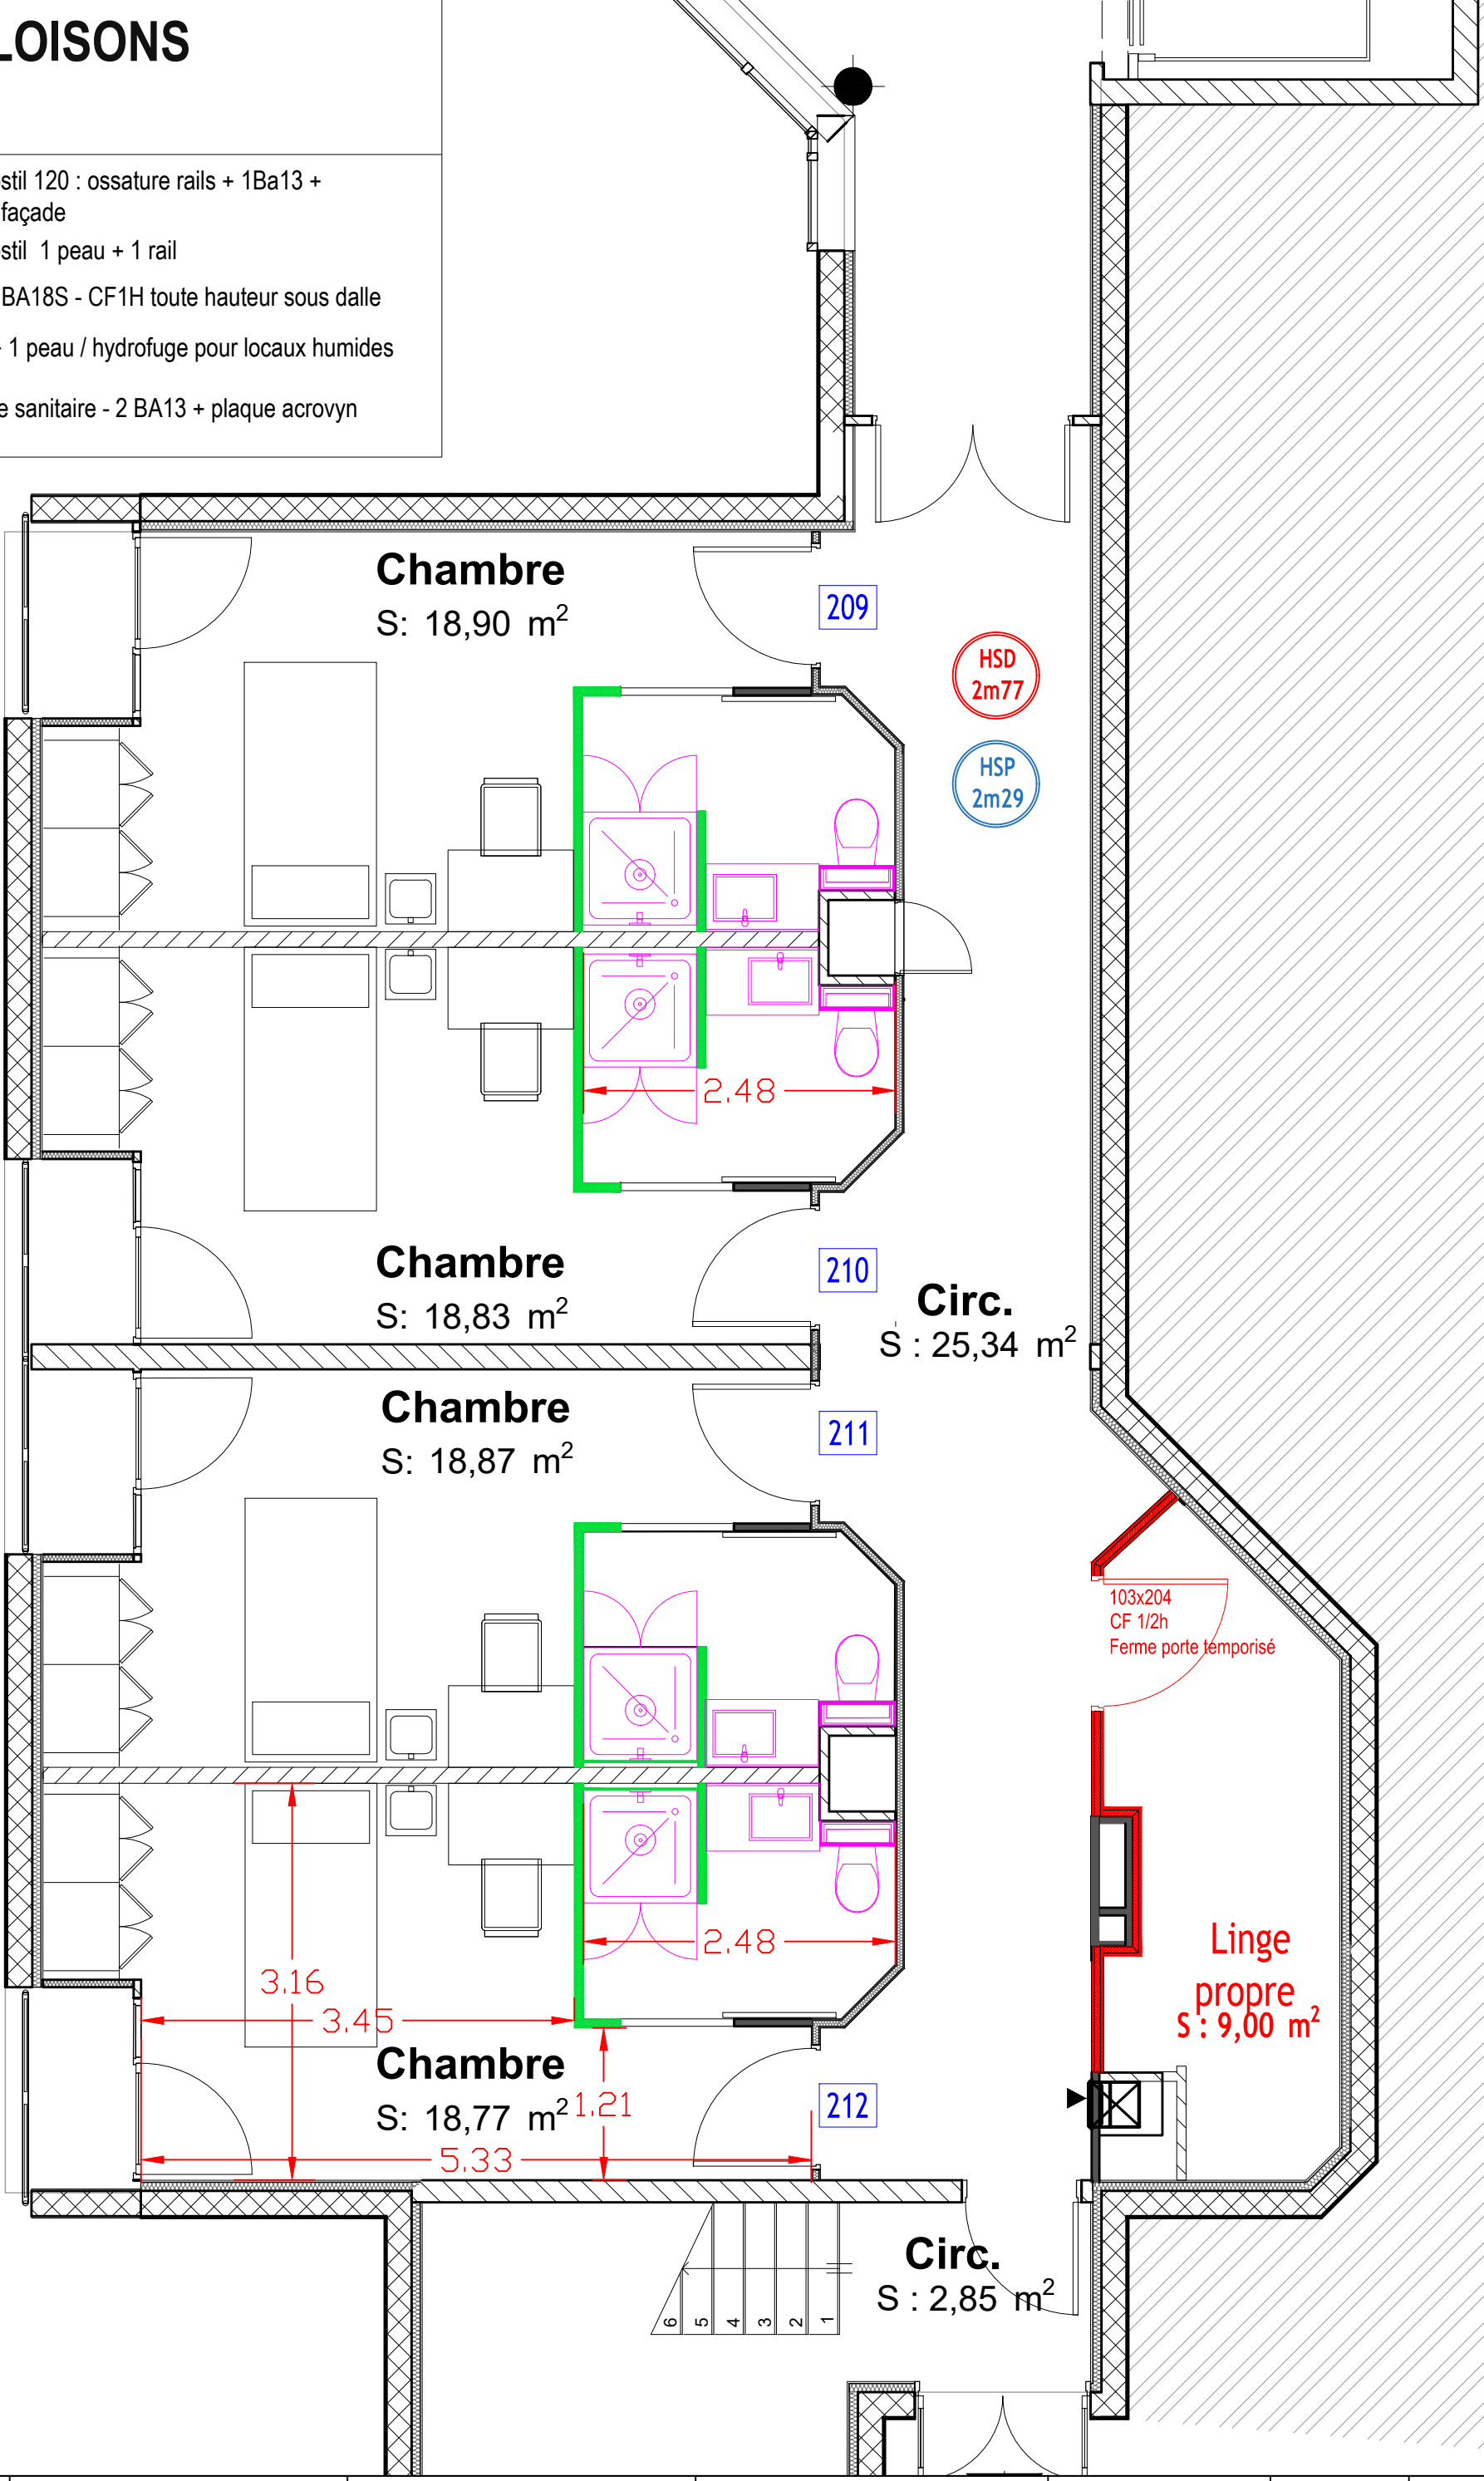 LOISONS
stil 120 : ossature rails + 1Ba13 +
façade
stil 1 peau + 1 rail
BA18S - CF1H toute hauteur sous dalle
1 peau / hydrofuge pour locaux humides
e sanitaire - 2 BA13 + plaque acrovyn
Chambre
S: 18,90 m²
209
HSD
2m77
HSP
2m29
2.48
Chambre
S: 18,83 m²
210
Circ.
S : 25,34 m²
Chambre
S: 18,87 m²
211
103x204
CF 1/2h
Ferme porte temporisé
2.48
Linge
propre
S : 9,00 m²
3.16
3.45
Chambre
S: 18,77 m²
1.21
212
5.33
Circ.
S : 2,85 m²
6 5 4 3 2 1